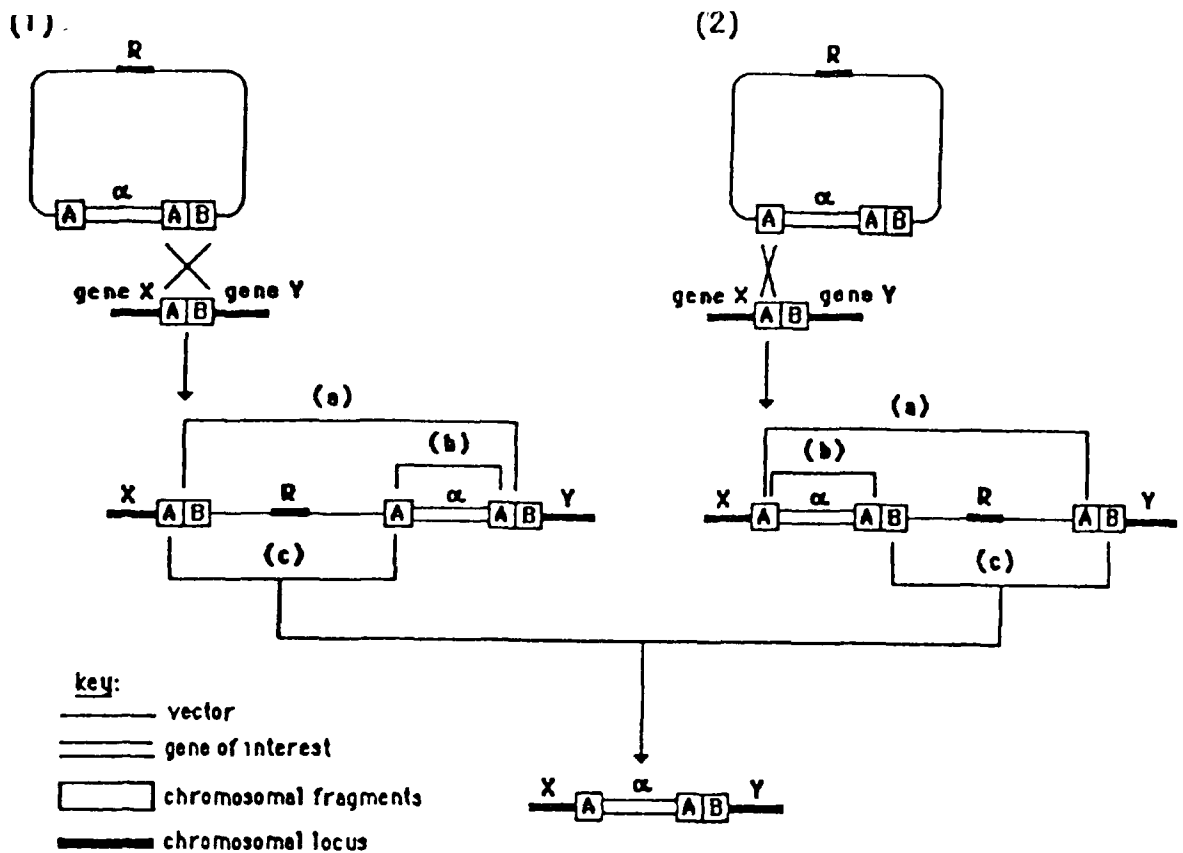 (1) (2)
R R
α α
A A B A A B
gene X gene Y gene X gene Y
A B A B
(a) (a)
(b) (b)
X A B R A α A B Y X A α A B R A B Y
(c) (c)
key:
vector
gene of interest
chromosomal fragments
chromosomal locus
X α Y
A A B